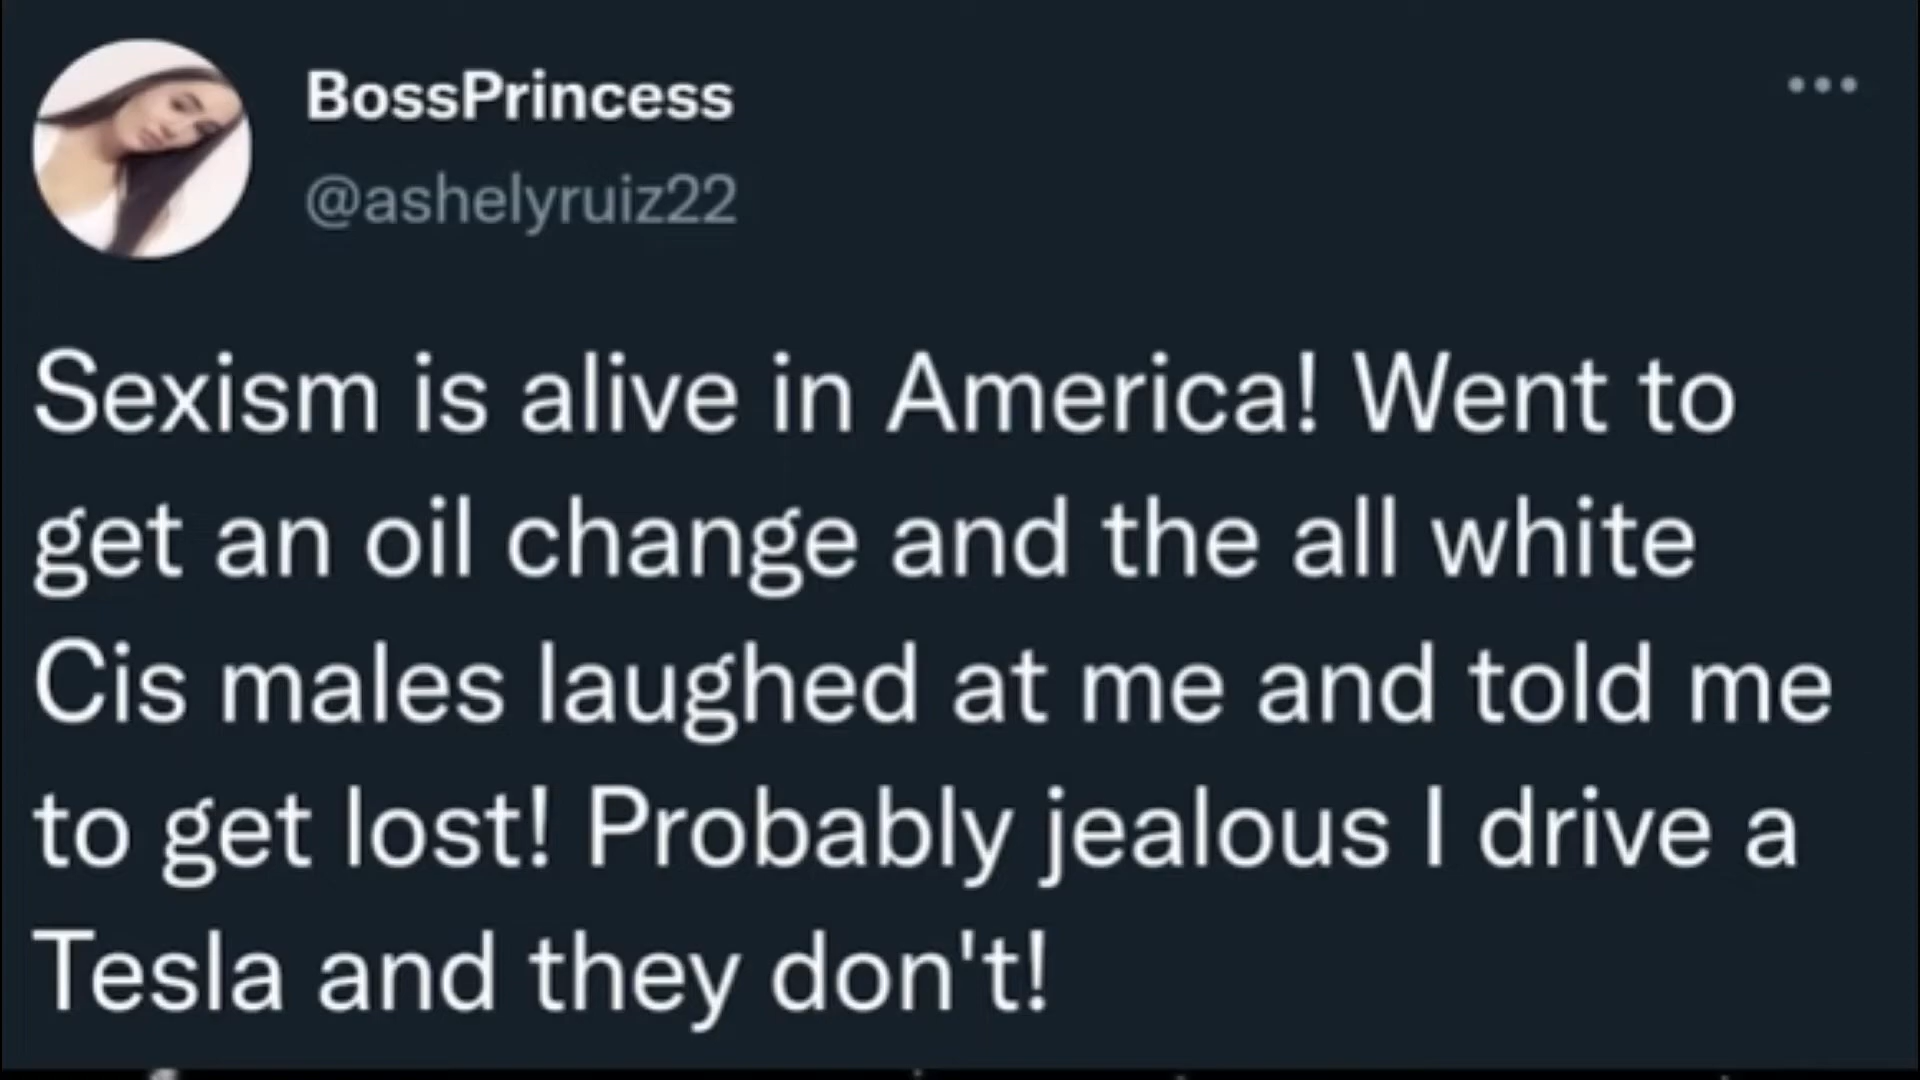 BossPrincess
@ashelyruiz22
Sexism is alive in America! Went to
get an oil change and the all white
Cis males laughed at me and told me
to get lost! Probably jealous I drive a
Tesla and they don't!